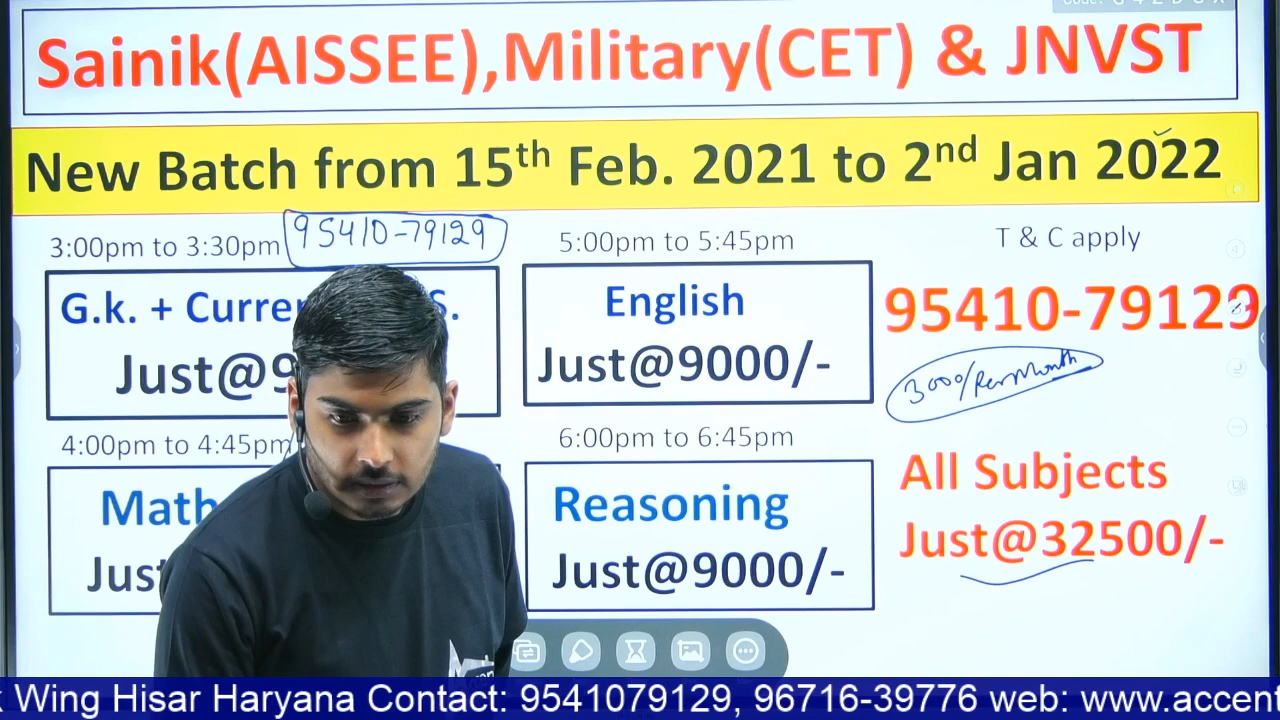 Sainik(AISSEE),Military(CET) & JNVST
New Batch from 15th Feb. 2021 to 2nd Jan 2022
3:00pm to 3:30pm
95410-79129
G.k. + S.
Just@
4:00pm to 4:45pm
5:00pm to 5:45pm
English
Just@9000/-
6:00pm to 6:45pm
Reasoning
Just@9000/-
T & C apply
95410-79129
3000/Per Month
All Subjects
Just@32500/-
Wing Hisar Haryana Contact: 9541079129, 96716-39776 web: www.accent